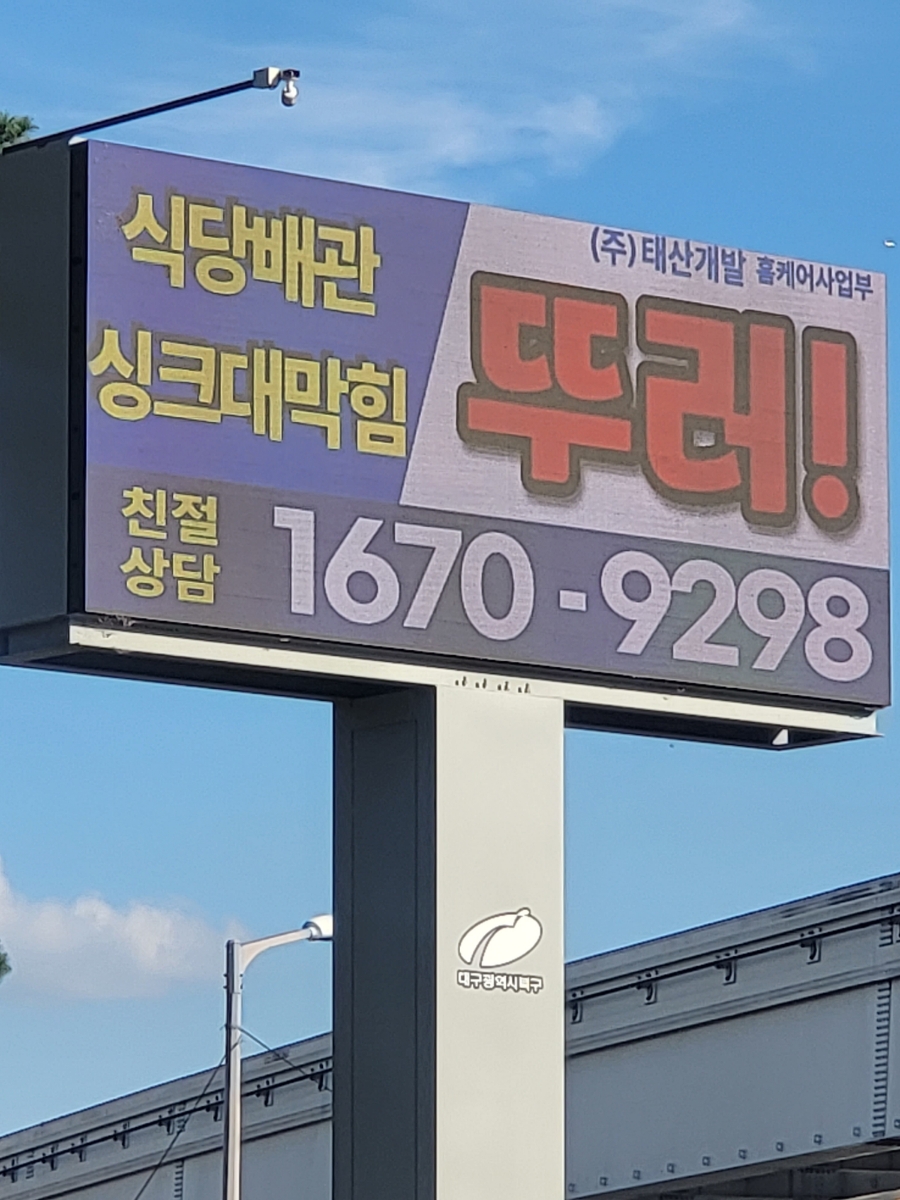 식당배관
싱크대막힘
(주)태산개발 홈케어사업부
뚜러!
친절
상담
1670-9298
대구광역시북구